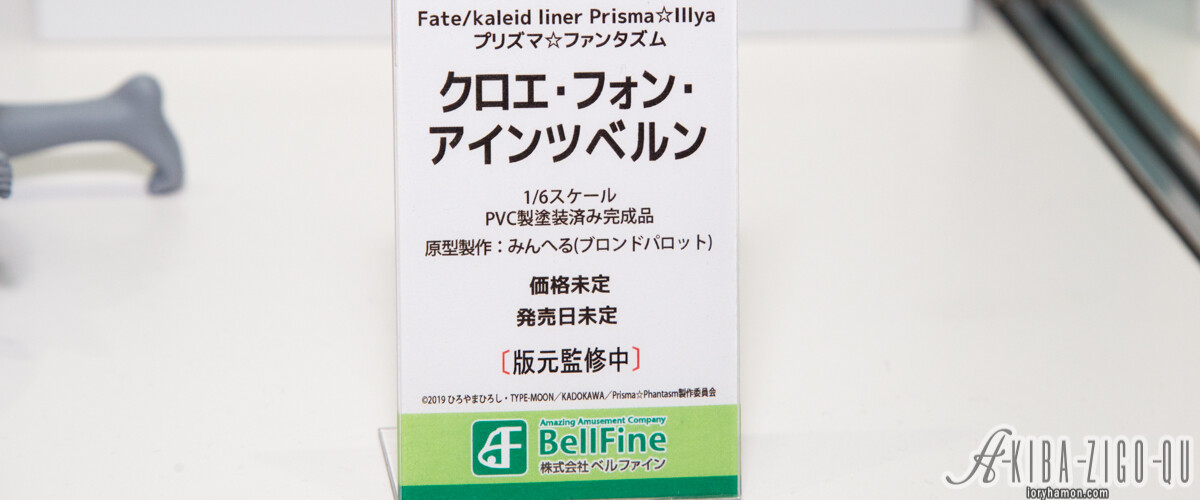 Fate/kaleid liner Prisma☆Illya
プリズマ☆ファンタズム
クロエ・フォン・
アインツベルン
1/6スケール
PVC製塗装済み完成品
原型製作：みんへる(ブロンドパロット)
価格未定
発売日未定
〔版元監修中〕
©2019 ひろやまひろし・TYPE-MOON／KADOKAWA／Prisma☆Phantasm製作委員会
Amazing Amusement Company
BellFine
株式会社ベルファイン
AKIBA-ZIGO-QU
loryhamon.com